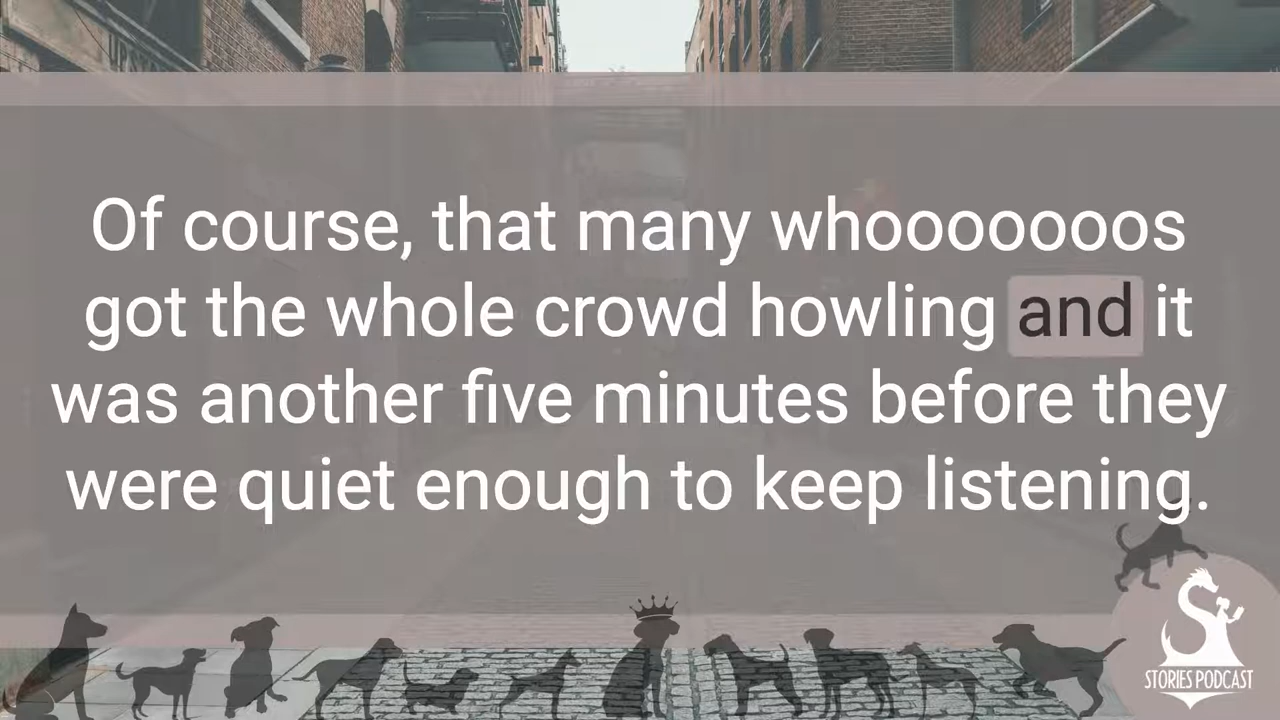 Of course, that many whoooooooos
got the whole crowd howling and it
was another five minutes before they
were quiet enough to keep listening.
STORIES PODCAST